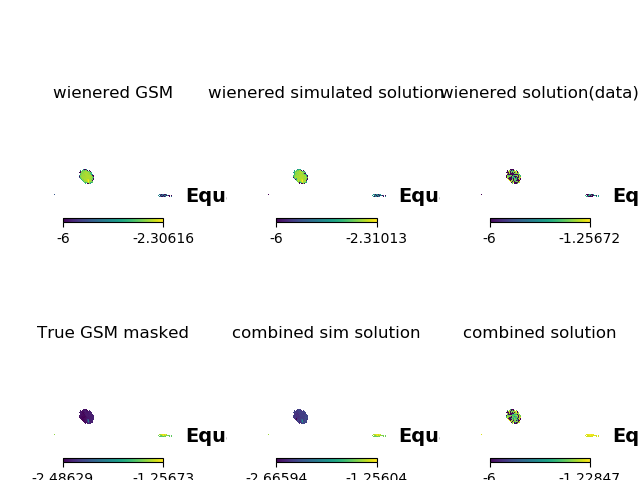 wienered GSM
wienered simulated solution
wienered solution(data)
Equ
Equ
Eq
-6
-2.30616
-6
-2.31013
-6
-1.25672
True GSM masked
combined sim solution
combined solution
Equ
Equ
Eq
-2.48629
-1.25673
-2.66594
-1.25604
-6
-1.22847